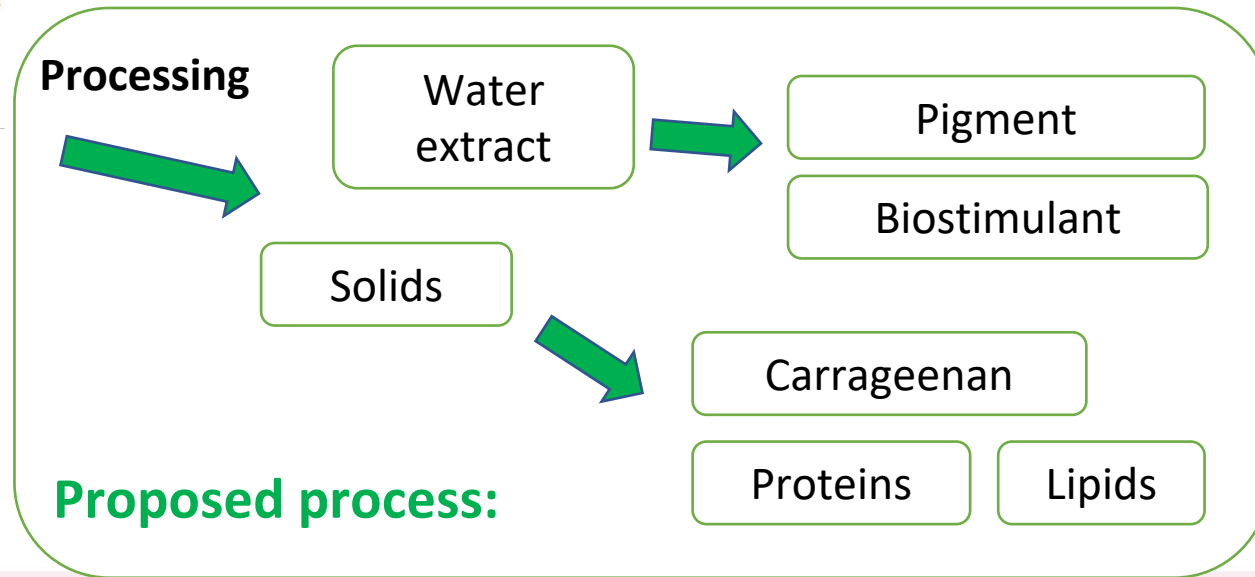 Processing
Water
extract
Pigment
Biostimulant
Solids
Carrageenan
Proteins
Lipids
Proposed process: